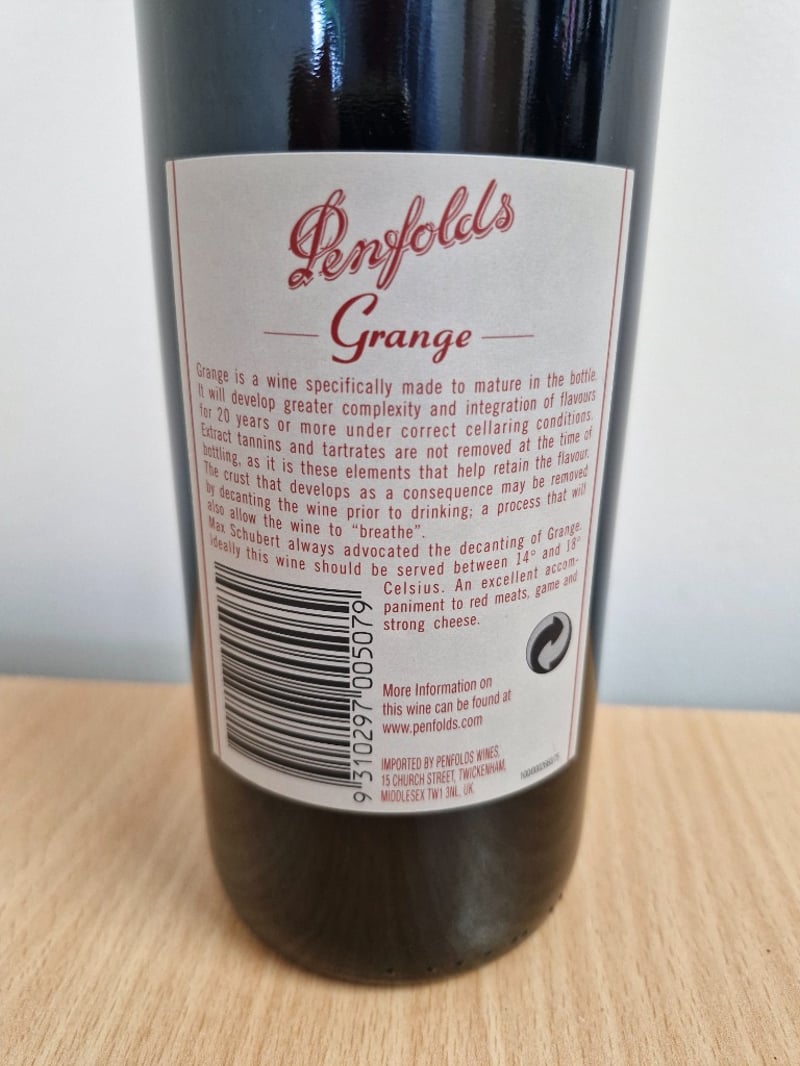 Penfolds
Grange
Grange is a wine specifically made to mature in the bottle.
It will develop greater complexity and integration of flavours
for 20 years or more under correct cellaring conditions.
Extract tannins and tartrates are not removed at the time of
bottling, as it is these elements that help retain the flavour.
The crust that develops as a consequence may be removed
by decanting the wine prior to drinking; a process that will
also allow the wine to “breathe”.
Max Schubert always advocated the decanting of Grange.
Ideally this wine should be served between 14° and 18°
Celsius. An excellent accom-
paniment to red meats, game and
strong cheese.
More Information on
this wine can be found at
www.penfolds.com
IMPORTED BY PENFOLDS WINES,
15 CHURCH STREET, TWICKENHAM,
MIDDLESEX TW1 3NL, UK.
9 310297 005079